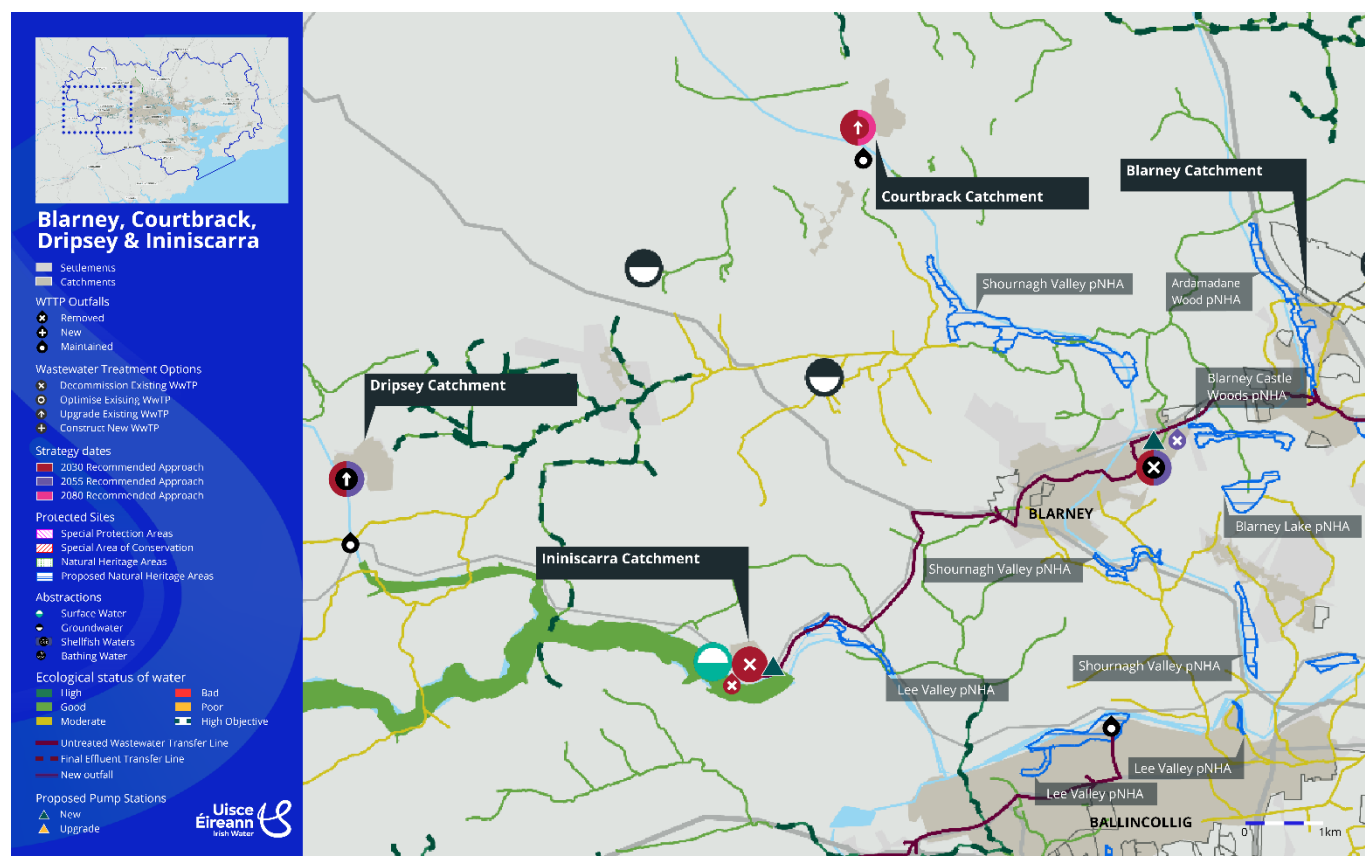 Blarney, Courtbrack,
Dripsey & Ininiscarra
Settlements
Catchments
WTTP Outfalls
Removed
New
Maintained
Wastewater Treatment Options
Decommission Existing WwTP
Optimise Exisung WwTP
Upgrade Existing WwTP
Construct New WwTP
Strategy dates
2030 Recommended Approach
2055 Recommended Approach
2080 Recommended Approach
Protected Sites
Special Protection Areas
Special Area of Conservation
Natural Heritage Areas
Proposed Natural Heritage Areas
Abstractions
Surface Water
Groundwater
Shellfish Waters
Bathing Water
Ecological status of water
High
Good
Moderate
Bad
Poor
High Objective
Untreated Wastewater Transfer Line
Final Effluent Transfer Line
New outfall
Proposed Pump Stations
New
Upgrade
Uisce
Éireann
Irish Water
Courtbrack Catchment
Blarney Catchment
Shournagh Valley pNHA
Ardamadane
Wood pNHA
Dripsey Catchment
Blarney Castle
Woods pNHA
BLARNEY
Blarney Lake pNHA
Ininiscarra Catchment
Shournagh Valley pNHA
Shournagh Valley pNHA
Lee Valley pNHA
Lee Valley pNHA
Lee Valley pNHA
BALLINCOLLIG
0 1km